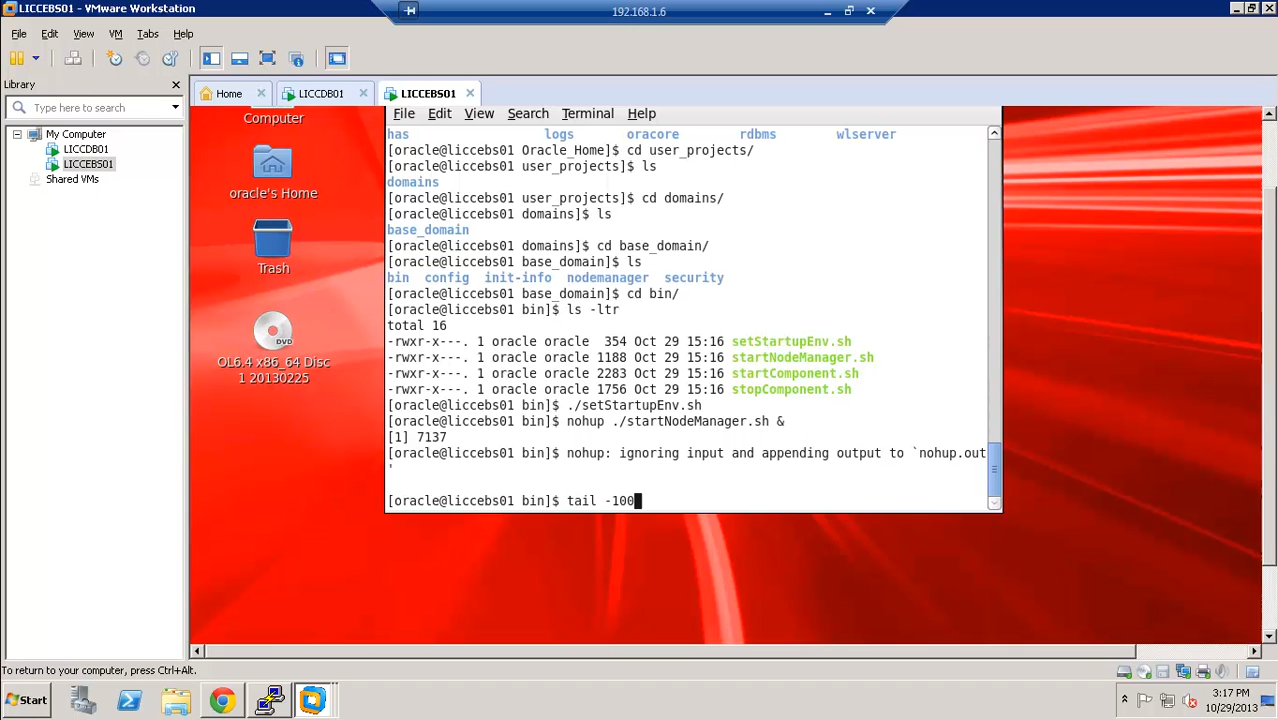 LICCEBS01 - VMware Workstation
192.168.1.6
File Edit View VM Tabs Help
Library
Type here to search
My Computer
LICCDB01
LICCEBS01
Shared VMs
Home
LICCDB01
LICCEBS01
Computer
oracle's Home
Trash
OL6.4 x86_64 Disc
1 20130225
File Edit View Search Terminal Help
has logs oracore rdbms wlserver
[oracle@liccebs01 Oracle_Home]$ cd user_projects/
[oracle@liccebs01 user_projects]$ ls
domains
[oracle@liccebs01 user_projects]$ cd domains/
[oracle@liccebs01 domains]$ ls
base_domain
[oracle@liccebs01 domains]$ cd base_domain/
[oracle@liccebs01 base_domain]$ ls
bin config init-info nodemanager security
[oracle@liccebs01 base_domain]$ cd bin/
[oracle@liccebs01 bin]$ ls -ltr
total 16
-rwxr-x---. 1 oracle oracle 354 Oct 29 15:16 setStartupEnv.sh
-rwxr-x---. 1 oracle oracle 1188 Oct 29 15:16 startNodeManager.sh
-rwxr-x---. 1 oracle oracle 2283 Oct 29 15:16 startComponent.sh
-rwxr-x---. 1 oracle oracle 1756 Oct 29 15:16 stopComponent.sh
[oracle@liccebs01 bin]$ ./setStartupEnv.sh
[oracle@liccebs01 bin]$ nohup ./startNodeManager.sh &
[1] 7137
[oracle@liccebs01 bin]$ nohup: ignoring input and appending output to `nohup.out
'
[oracle@liccebs01 bin]$ tail -100
To return to your computer, press Ctrl+Alt.
Start
3:17 PM
10/29/2013